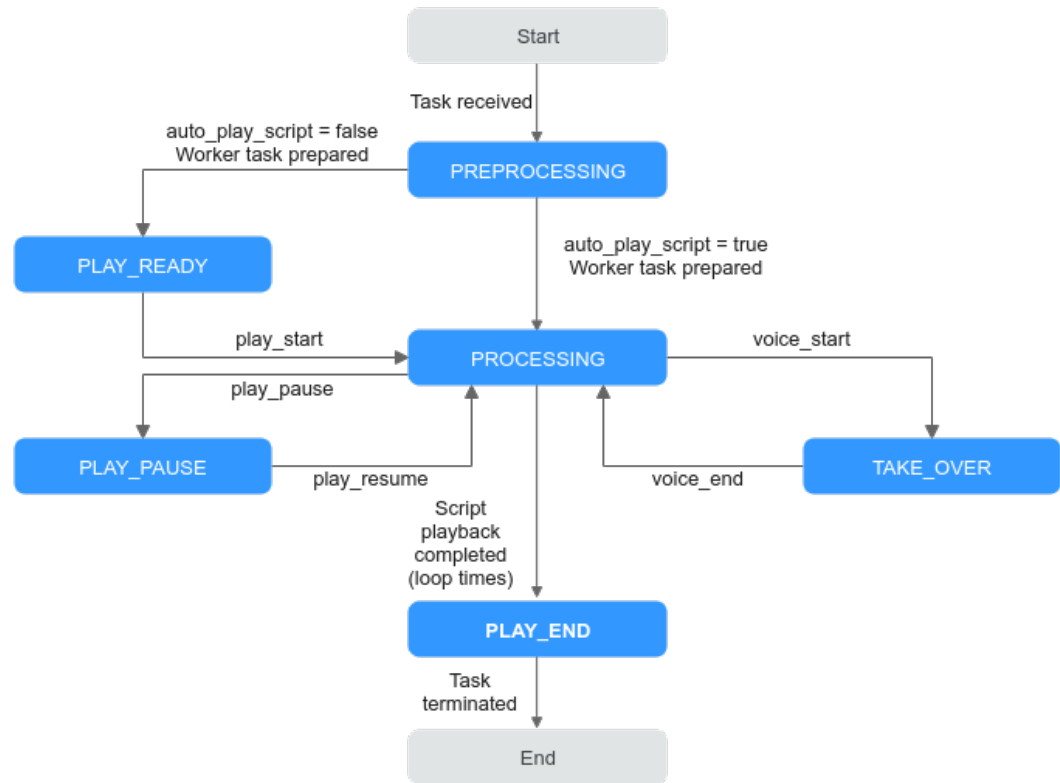 Start
Task received
auto_play_script = false
Worker task prepared
PREPROCESSING
auto_play_script = true
Worker task prepared
PLAY_READY
play_start
PROCESSING
voice_start
play_pause
PLAY_PAUSE
play_resume
voice_end
TAKE_OVER
Script
playback
completed
(loop times)
PLAY_END
Task
terminated
End